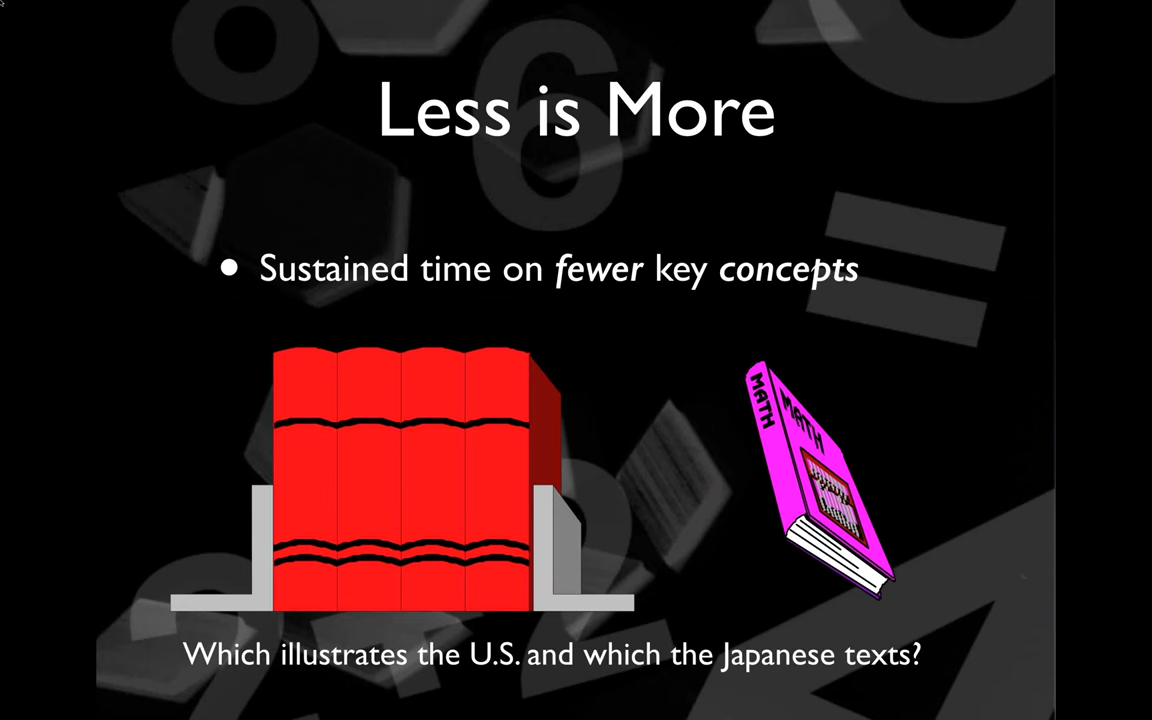 Less is More
• Sustained time on fewer key concepts
MATH
MATH
Which illustrates the U.S. and which the Japanese texts?